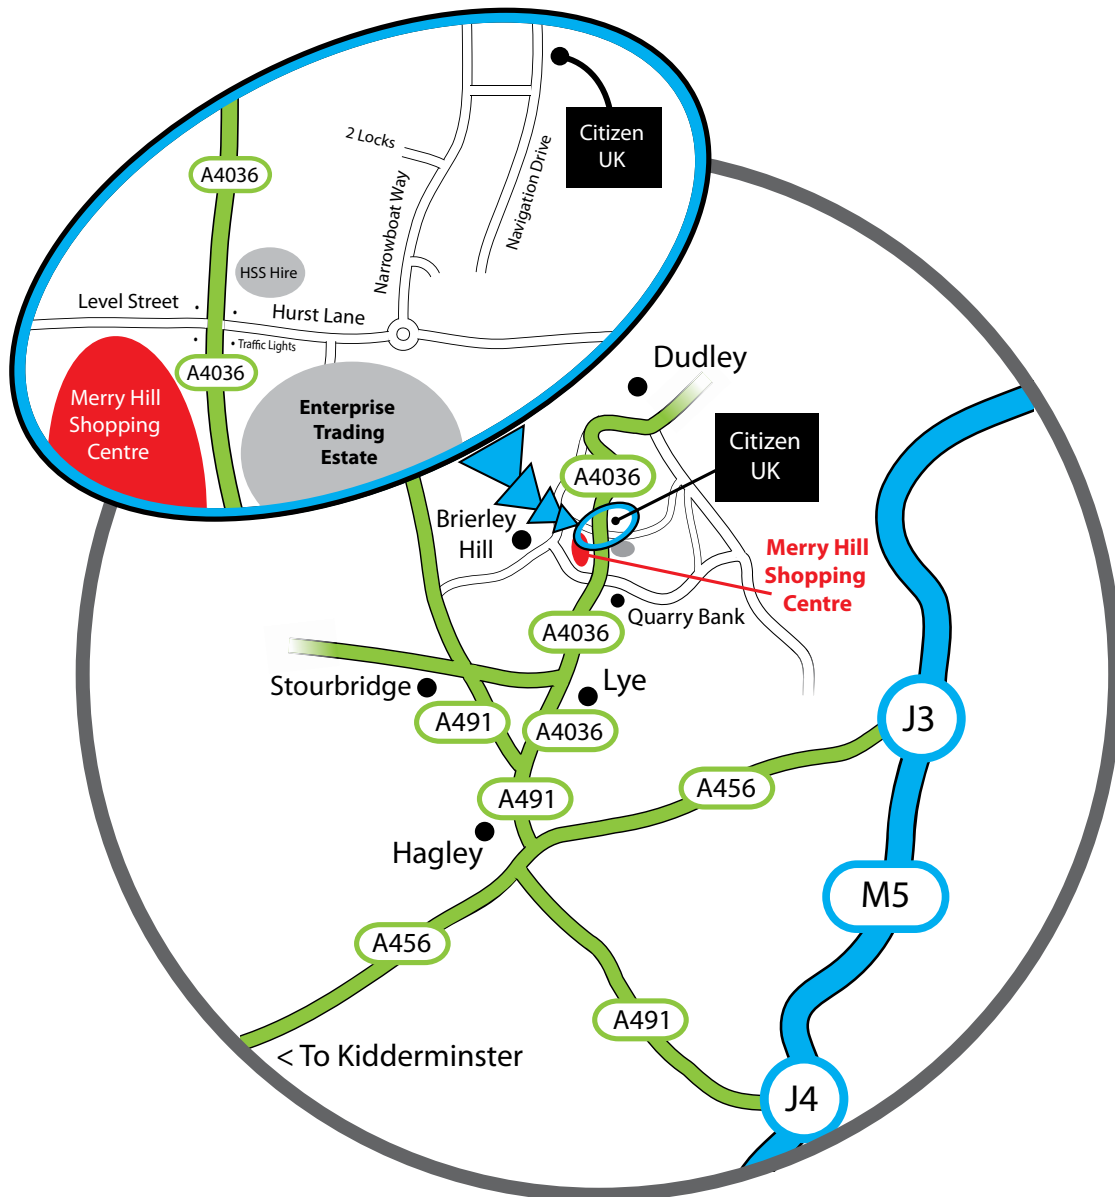 Citizen
UK
2 Locks
A4036
Narrowboat Way
Navigation Drive
HSS Hire
Level Street
Hurst Lane
Traffic Lights
A4036
Merry Hill
Shopping
Centre
Enterprise
Trading
Estate
Dudley
Citizen
UK
A4036
Brierley
Hill
Merry Hill
Shopping
Centre
Quarry Bank
A4036
Stourbridge
Lye
A491
A4036
J3
A456
A491
Hagley
M5
A456
A491
< To Kidderminster
J4